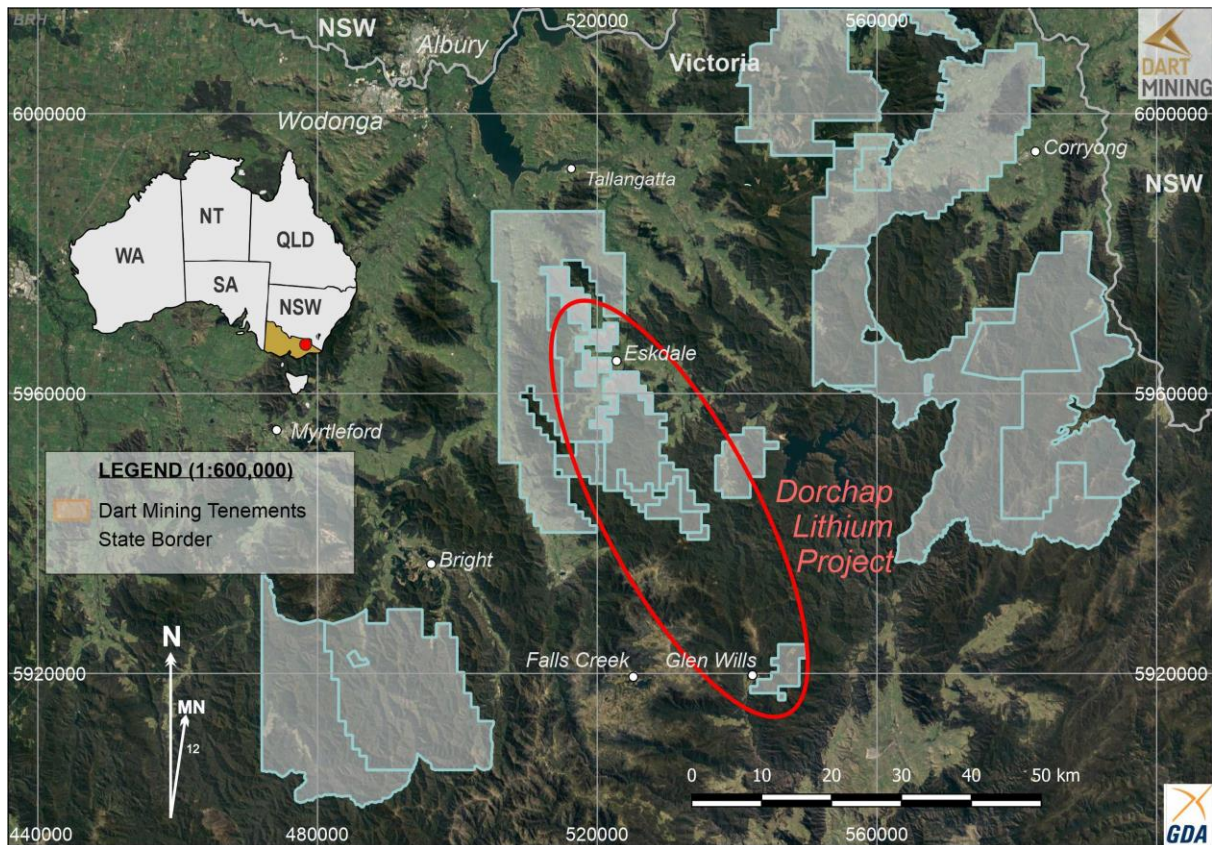 BRH
NSW
Albury
520000
560000
Victoria
DART
MINING
6000000
6000000
Wodonga
Corryong
Tallangatta
NSW
NT
QLD
WA
SA
NSW
Eskdale
5960000
5960000
Myrtleford
LEGEND (1:600,000)
Dart Mining Tenements
State Border
Dorchap
Lithium
Project
Bright
Falls Creek
Glen Wills
5920000
5920000
N
MN
12
0 10 20 30 40 50 km
440000
480000
520000
560000
GDA